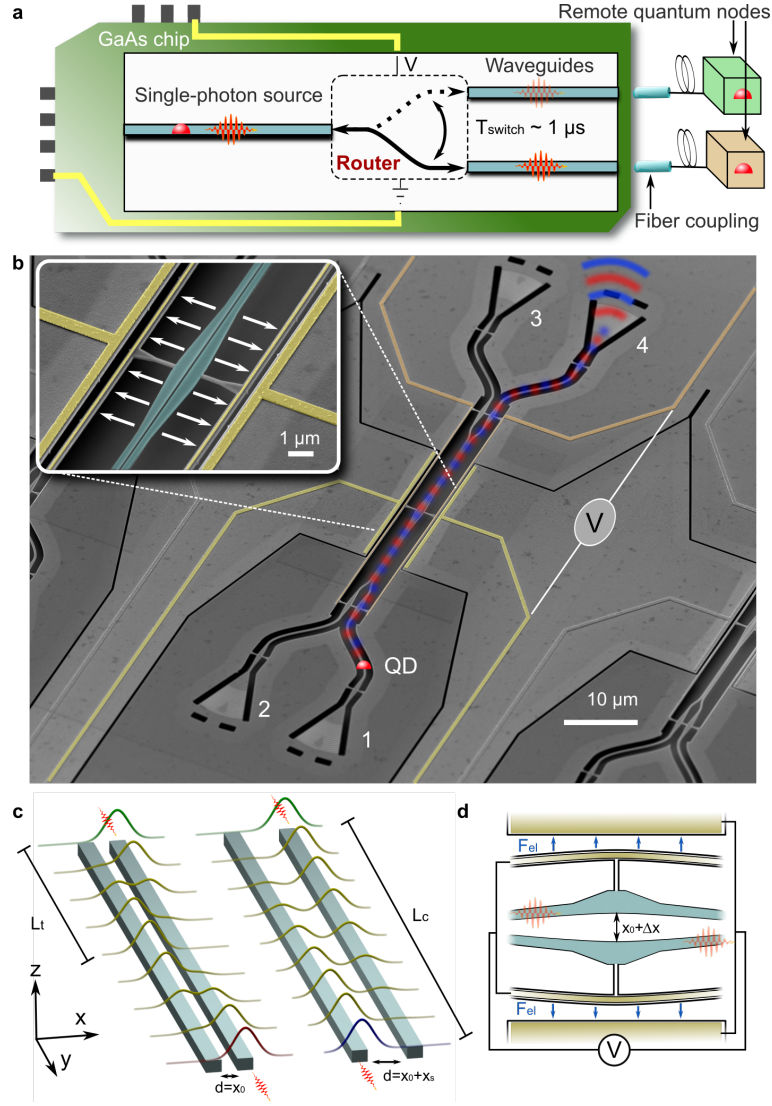 a
Remote quantum nodes
GaAs chip
V
Waveguides
Single-photon source
Tswitch ~ 1 µs
Router
Fiber coupling
b
3
4
1 µm
V
QD
2
1
10 µm
c
d
Fel
Lt
Lc
x₀+Δx
z
x
y
Fel
d=x₀
d=x₀+xₛ
V